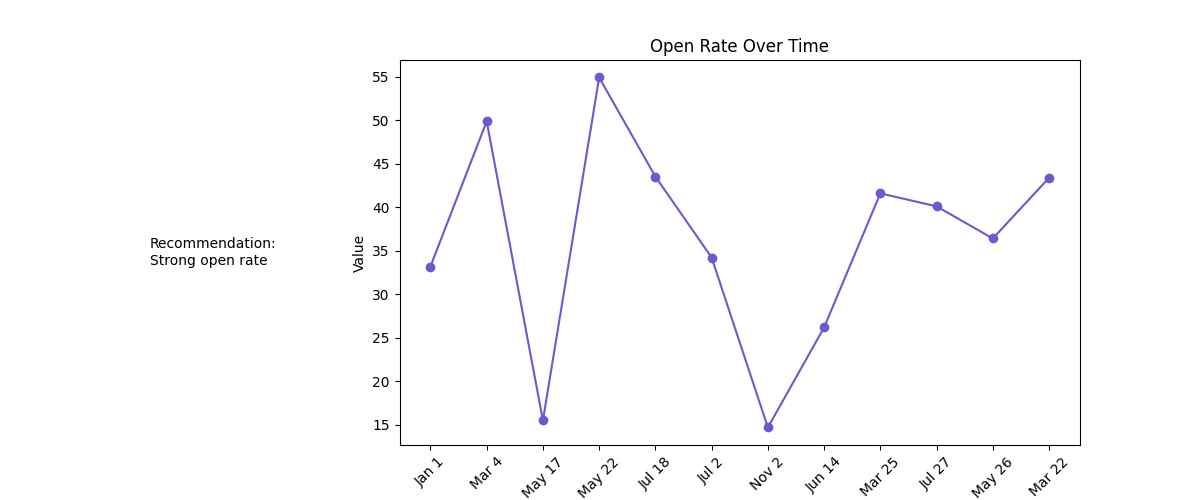 Open Rate Over Time
Recommendation:
Strong open rate
Value
55
50
45
40
35
30
25
20
15
Jan 1
Mar 4
May 17
May 22
Jul 18
Jul 2
Nov 2
Jun 14
Mar 25
Jul 27
May 26
Mar 22